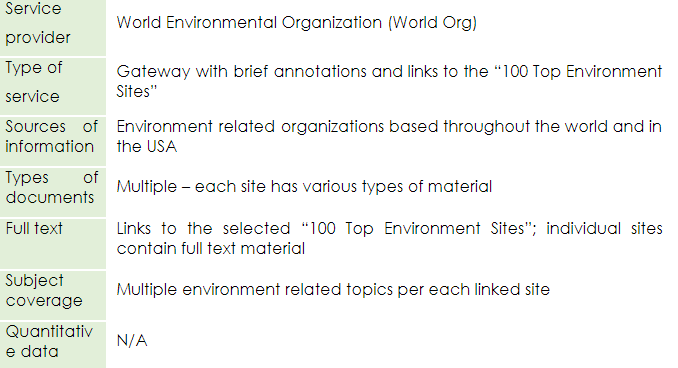 Service
provider
World Environmental Organization (World Org)
Type of
service
Gateway with brief annotations and links to the “100 Top Environment
Sites”
Sources of
information
Environment related organizations based throughout the world and in
the USA
Types of
documents
Multiple – each site has various types of material
Full text
Links to the selected “100 Top Environment Sites”; individual sites
contain full text material
Subject
coverage
Multiple environment related topics per each linked site
Quantitativ
e data
N/A